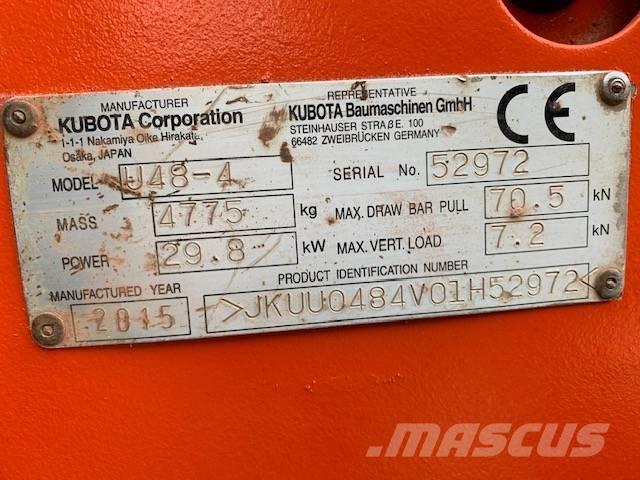 MANUFACTURER
KUBOTA Corporation
1-1-1 Nakamiya Oike Hirakata,
Osaka, JAPAN
REPRESENTATIVE
KUBOTA Baumaschinen GmbH
STEINHAUSER STRAßE. 100
66482 ZWEIBRÜCKEN GERMANY
CE
MODEL U48-4
SERIAL No. 52972
MASS 4775 kg
MAX. DRAW BAR PULL 70.5 kN
POWER 29.8 kW
MAX. VERT. LOAD 7.2 kN
MANUFACTURED YEAR
2015
PRODUCT IDENTIFICATION NUMBER
>JKUU0484V01H52972<
MASCUS